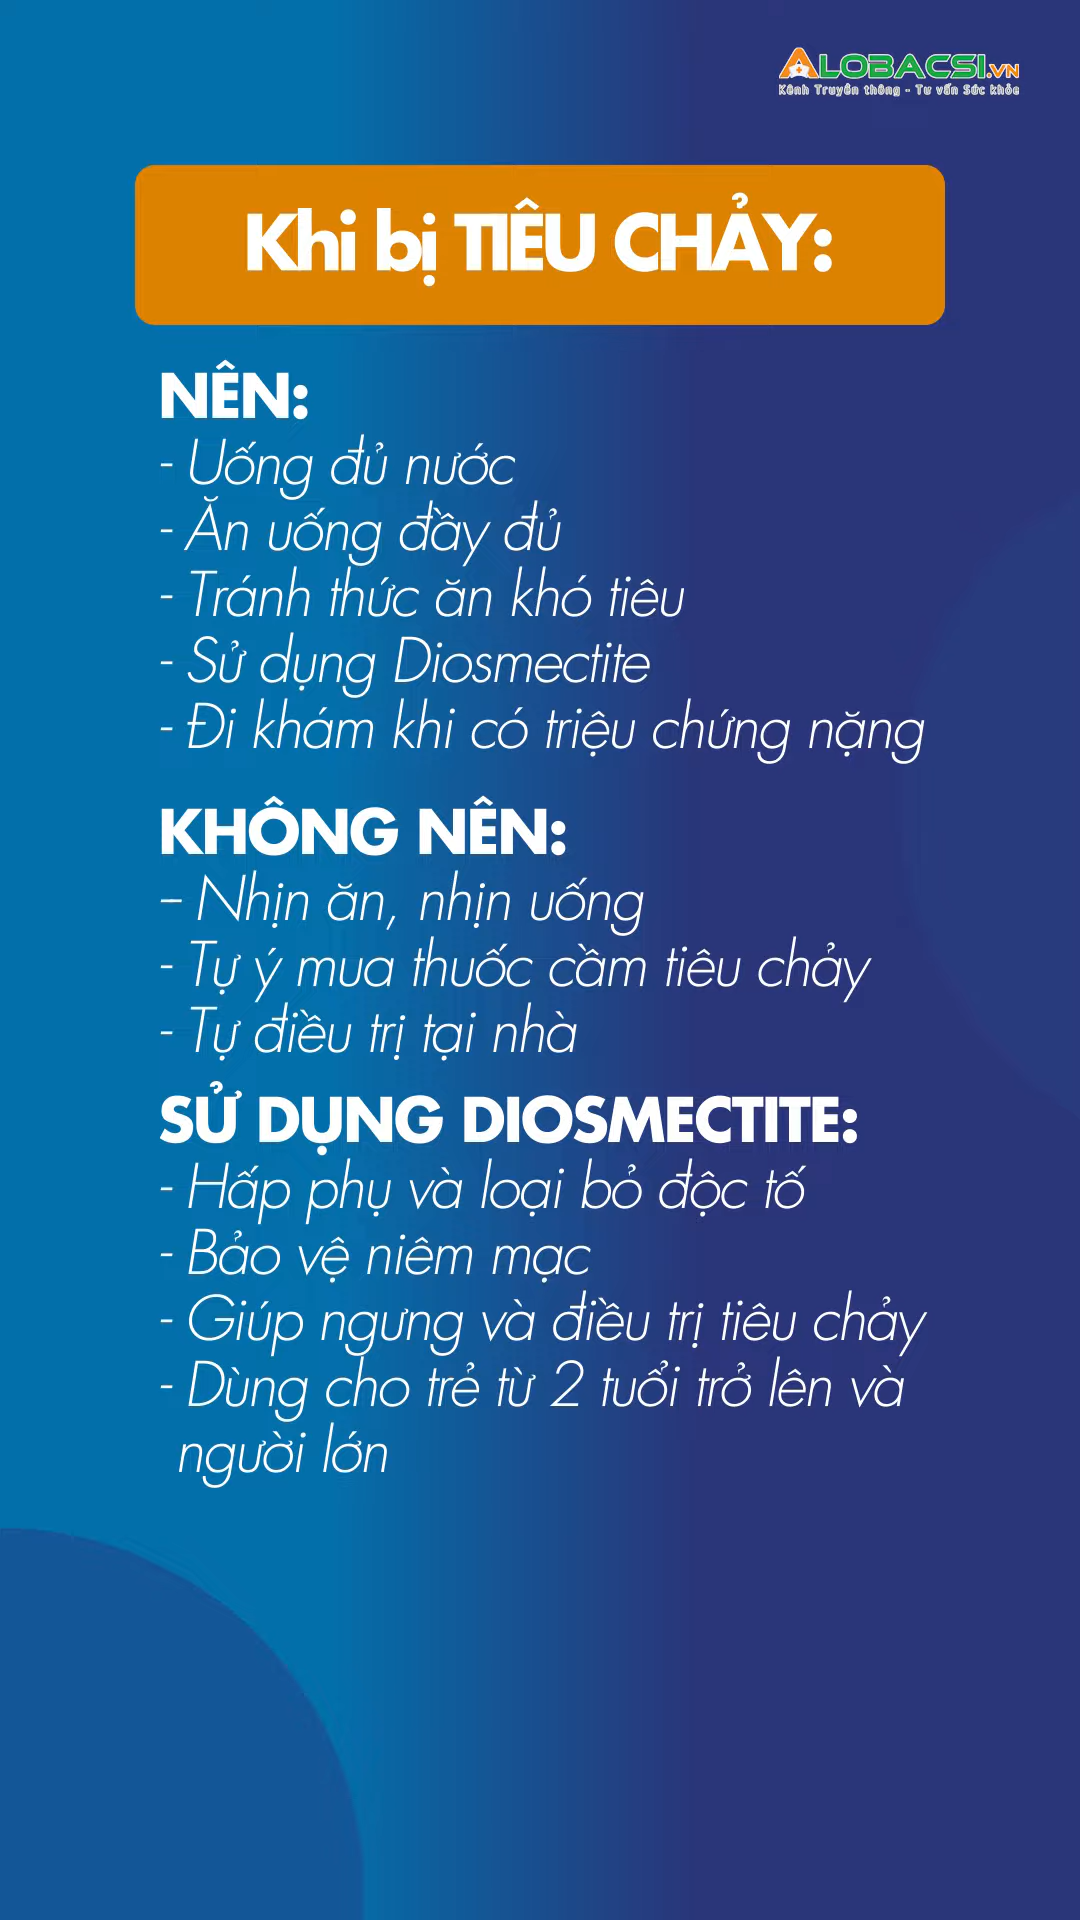 ALOBACSI.VN
Kênh Truyền thông - Tư vấn Sức khỏe
Khi bị TIÊU CHẢY:
NÊN:
- Uống đủ nước
- Ăn uống đầy đủ
- Tránh thức ăn khó tiêu
- Sử dụng Diosmectite
- Đi khám khi có triệu chứng nặng
KHÔNG NÊN:
– Nhịn ăn, nhịn uống
- Tự ý mua thuốc cầm tiêu chảy
- Tự điều trị tại nhà
SỬ DỤNG DIOSMECTITE:
- Hấp phụ và loại bỏ độc tố
- Bảo vệ niêm mạc
- Giúp ngưng và điều trị tiêu chảy
- Dùng cho trẻ từ 2 tuổi trở lên và
người lớn